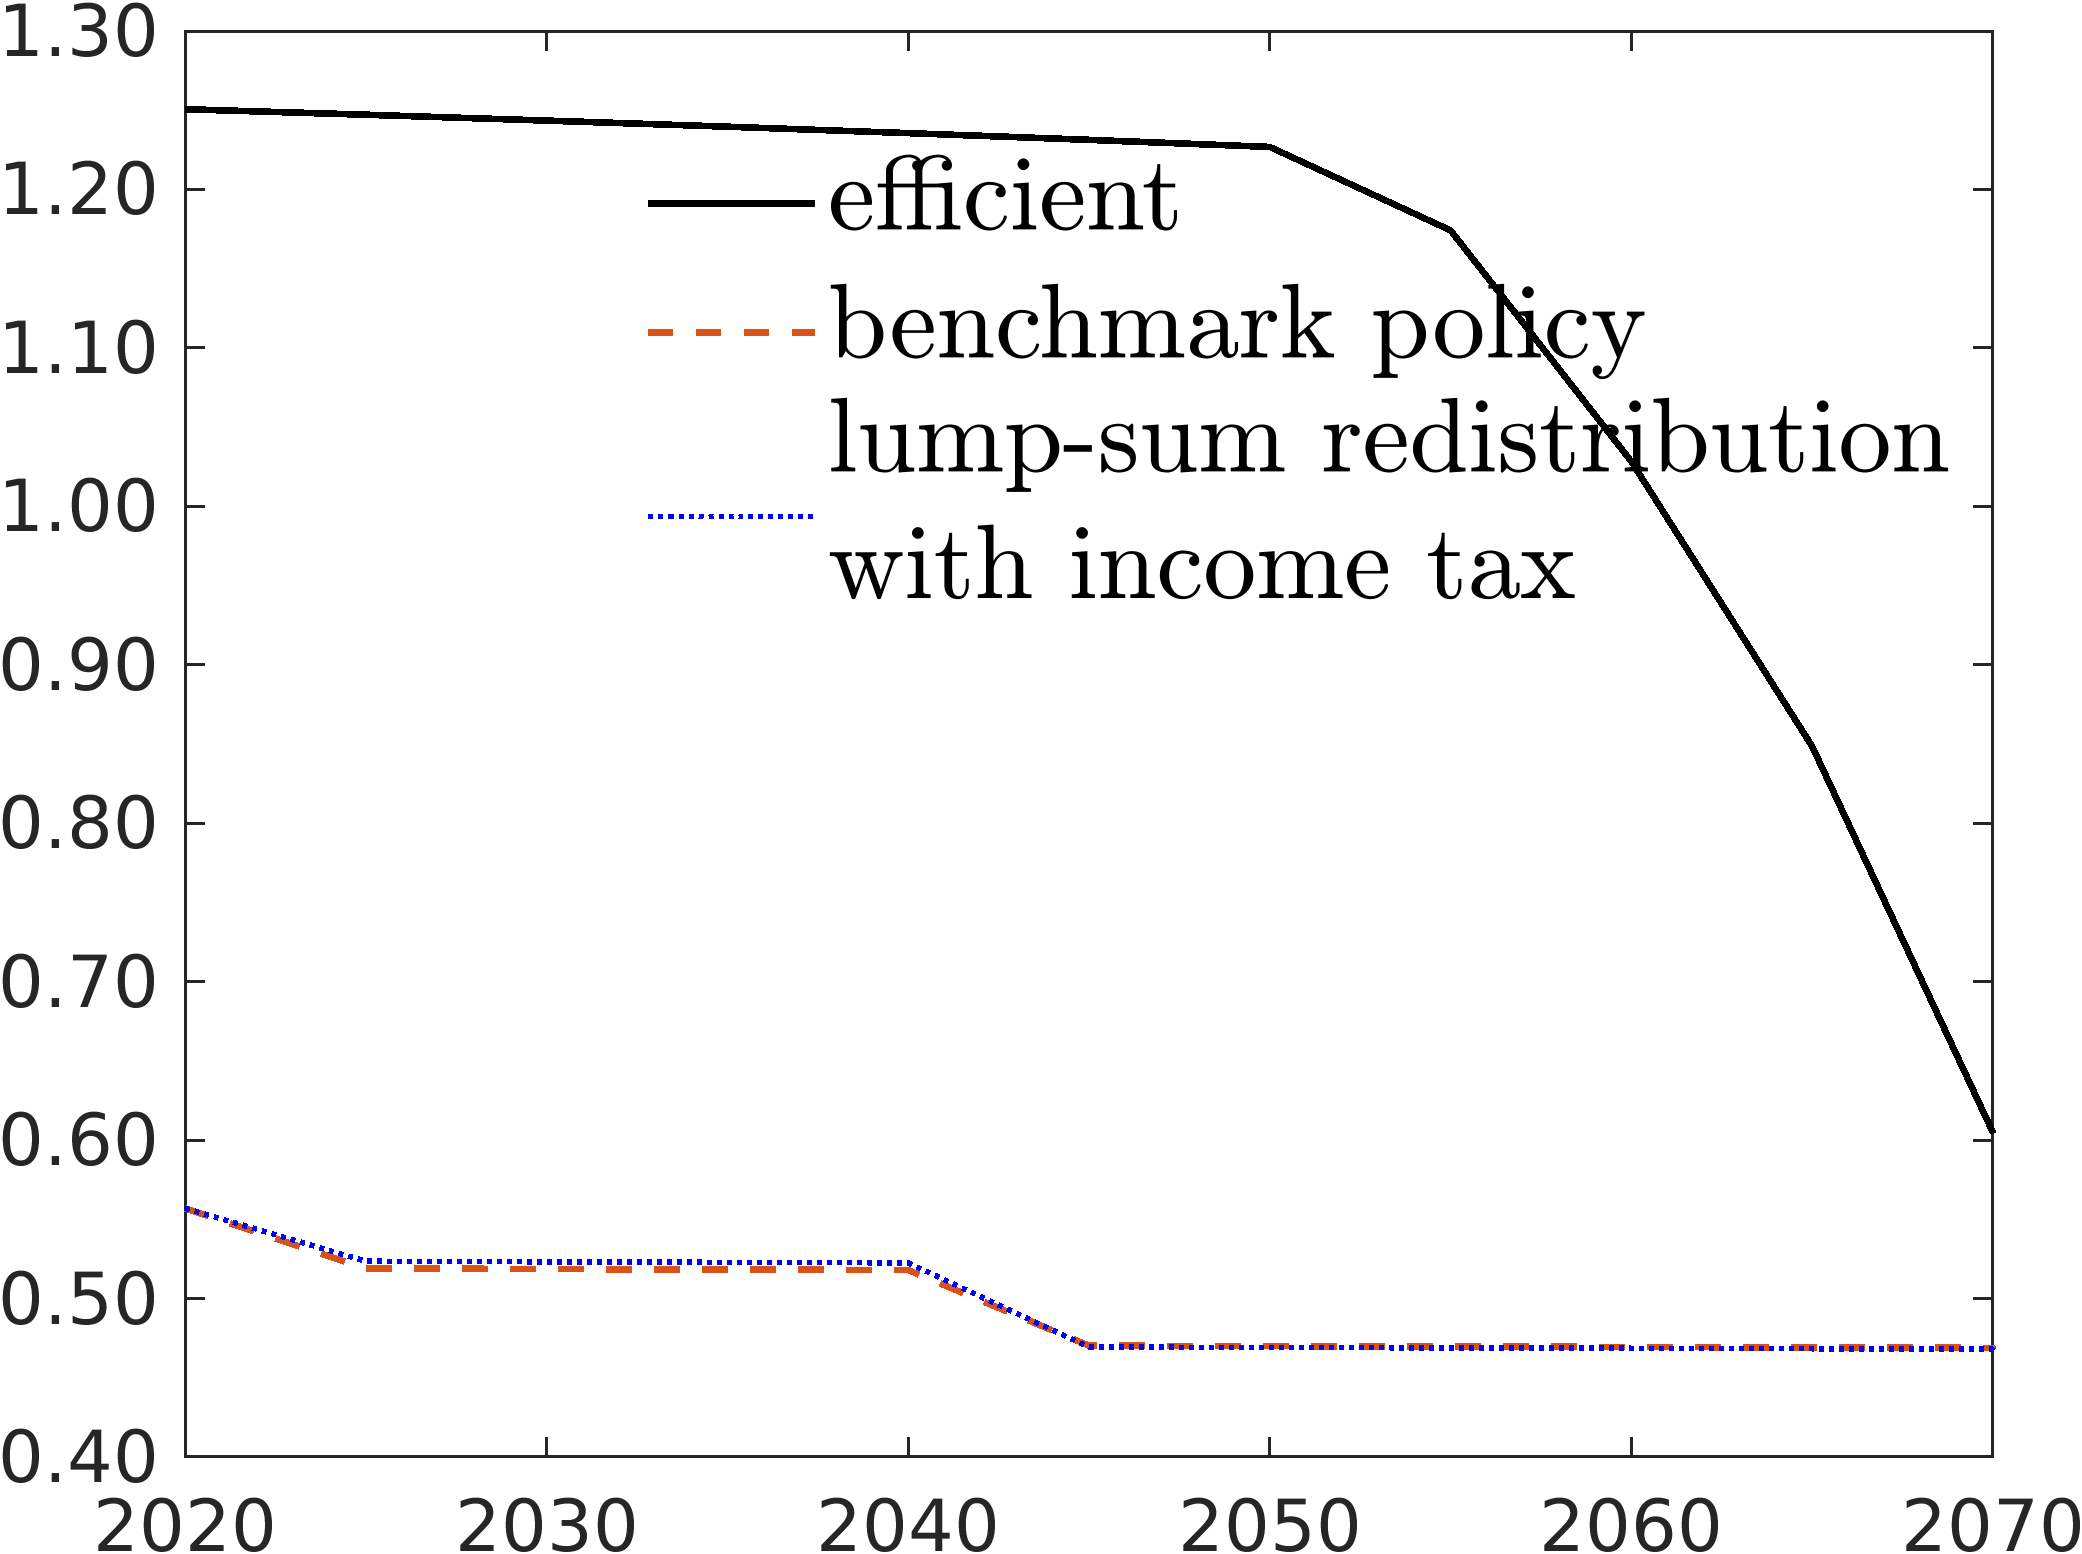 1.30
1.20
1.10
1.00
0.90
0.80
0.70
0.60
0.50
0.40
efficient
benchmark policy
lump-sum redistribution
with income tax
2020 2030 2040 2050 2060 2070